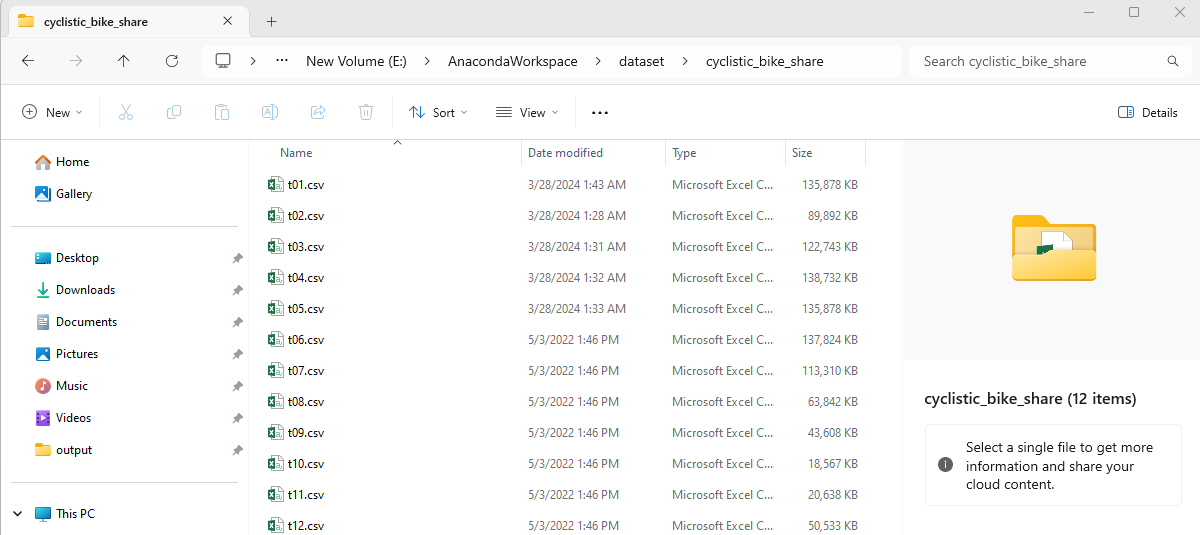 cyclistic_bike_share
New Volume (E:) AnacondaWorkspace dataset cyclistic_bike_share Search cyclistic_bike_share
New Sort View Details
Home
Gallery
Desktop
Downloads
Documents
Pictures
Music
Videos
output
This PC
Name Date modified Type Size
t01.csv 3/28/2024 1:43 AM Microsoft Excel C... 135,878 KB
t02.csv 3/28/2024 1:28 AM Microsoft Excel C... 89,892 KB
t03.csv 3/28/2024 1:31 AM Microsoft Excel C... 122,743 KB
t04.csv 3/28/2024 1:32 AM Microsoft Excel C... 138,732 KB
t05.csv 3/28/2024 1:33 AM Microsoft Excel C... 135,878 KB
t06.csv 5/3/2022 1:46 PM Microsoft Excel C... 137,824 KB
t07.csv 5/3/2022 1:46 PM Microsoft Excel C... 113,310 KB
t08.csv 5/3/2022 1:46 PM Microsoft Excel C... 63,842 KB
t09.csv 5/3/2022 1:46 PM Microsoft Excel C... 43,608 KB
t10.csv 5/3/2022 1:46 PM Microsoft Excel C... 18,567 KB
t11.csv 5/3/2022 1:46 PM Microsoft Excel C... 20,638 KB
t12.csv 5/3/2022 1:46 PM Microsoft Excel C... 50,533 KB
cyclistic_bike_share (12 items)
Select a single file to get more
information and share your
cloud content.